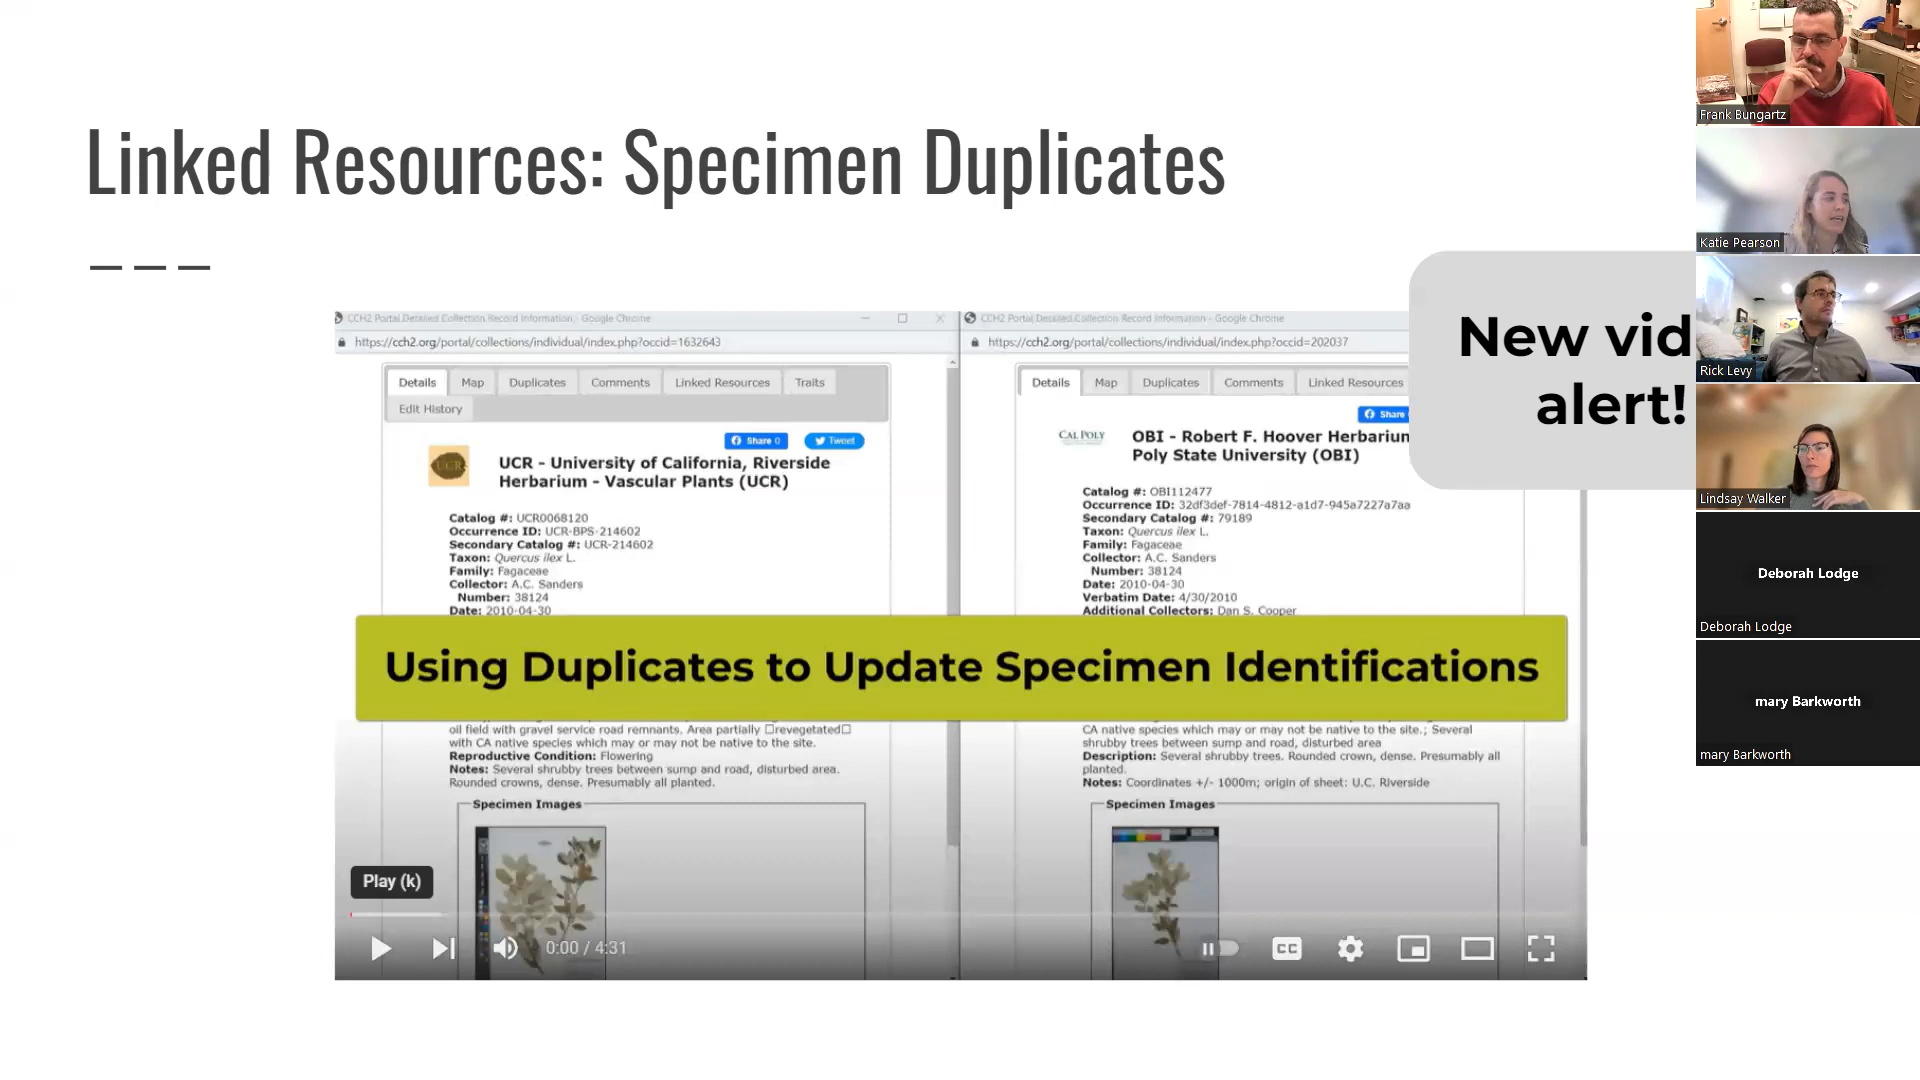 Linked Resources: Specimen Duplicates
New vid
alert!
CCH2 Portal Detailed Collection Record Information - Google Chrome
https://cch2.org/portal/collections/individual/index.php?occid=1632643
Details Map Duplicates Comments Linked Resources Traits
Edit History
Share 0 Tweet
UCR
UCR - University of California, Riverside
Herbarium - Vascular Plants (UCR)
Catalog #: UCR0068120
Occurrence ID: UCR-BPS-214602
Secondary Catalog #: UCR-214602
Taxon: Quercus ilex L.
Family: Fagaceae
Collector: A.C. Sanders
Number: 38124
Date: 2010-04-30
CCH2 Portal Detailed Collection Record Information - Google Chrome
https://cch2.org/portal/collections/individual/index.php?occid=202037
Details Map Duplicates Comments Linked Resources
Share
CAL POLY
OBI - Robert F. Hoover Herbarium
Poly State University (OBI)
Catalog #: OBI112477
Occurrence ID: 32df3def-7814-4812-a1d7-945a7227a7aa
Secondary Catalog #: 79189
Taxon: Quercus ilex L.
Family: Fagaceae
Collector: A.C. Sanders
Number: 38124
Date: 2010-04-30
Verbatim Date: 4/30/2010
Additional Collectors: Dan S. Cooper
Using Duplicates to Update Specimen Identifications
oil field with gravel service road remnants. Area partially □revegetated□
with CA native species which may or may not be native to the site.
Reproductive Condition: Flowering
Notes: Several shrubby trees between sump and road, disturbed area.
Rounded crowns, dense. Presumably all planted.
Specimen Images
CA native species which may or may not be native to the site.; Several
shrubby trees between sump and road, disturbed area
Description: Several shrubby trees. Rounded crown, dense. Presumably all
planted.
Notes: Coordinates +/- 1000m; origin of sheet: U.C. Riverside
Specimen Images
Play (k)
0:00 / 4:31
CC
Frank Bungartz
Katie Pearson
Rick Levy
Lindsay Walker
Deborah Lodge
Deborah Lodge
mary Barkworth
mary Barkworth